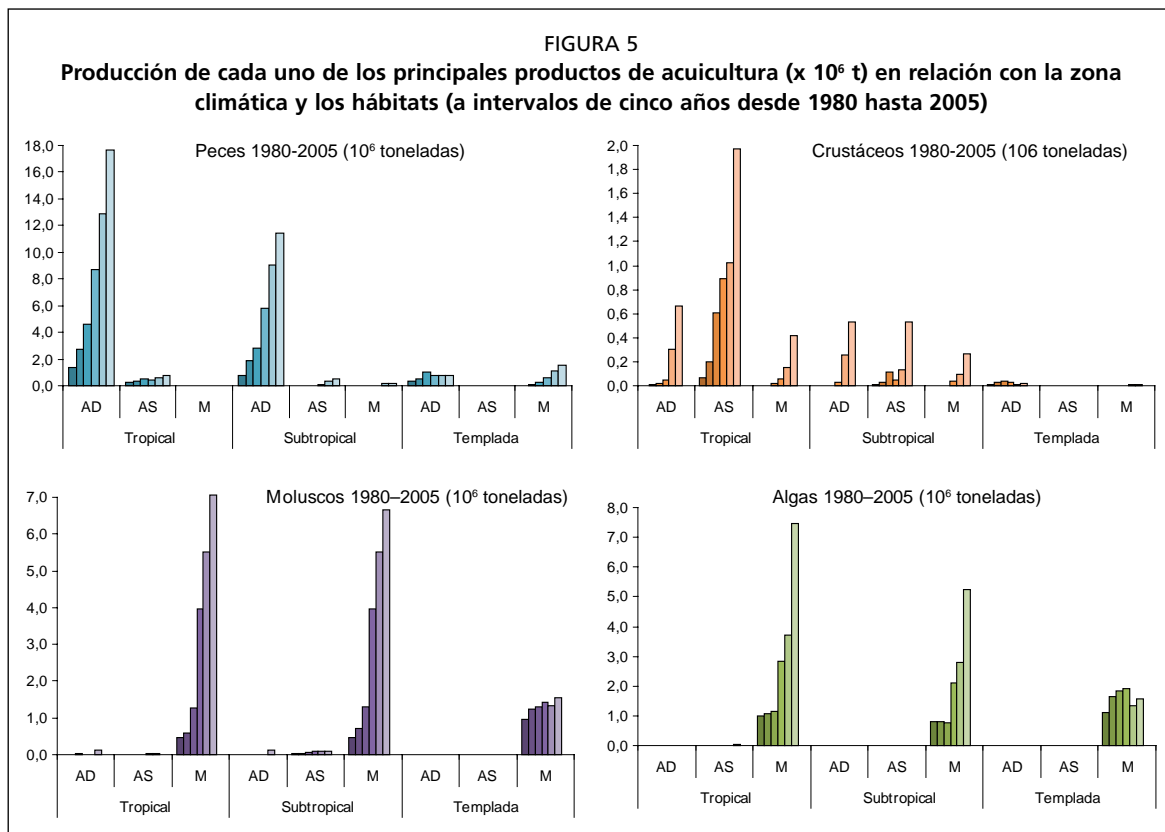 FIGURA 5
Producción de cada uno de los principales productos de acuicultura (x 10⁶ t) en relación con la zona
climática y los hábitats (a intervalos de cinco años desde 1980 hasta 2005)
Peces 1980-2005 (10⁶ toneladas)
18,0
16,0
14,0
12,0
10,0
8,0
6,0
4,0
2,0
0,0
AD AS M AD AS M AD AS M
Tropical Subtropical Templada
Crustáceos 1980-2005 (106 toneladas)
2,0
1,8
1,6
1,4
1,2
1,0
0,8
0,6
0,4
0,2
0,0
AD AS M AD AS M AD AS M
Tropical Subtropical Templada
Moluscos 1980–2005 (10⁶ toneladas)
7,0
6,0
5,0
4,0
3,0
2,0
1,0
0,0
AD AS M AD AS M AD AS M
Tropical Subtropical Templada
Algas 1980–2005 (10⁶ toneladas)
8,0
7,0
6,0
5,0
4,0
3,0
2,0
1,0
0,0
AD AS M AD AS M AD AS M
Tropical Subtropical Templada